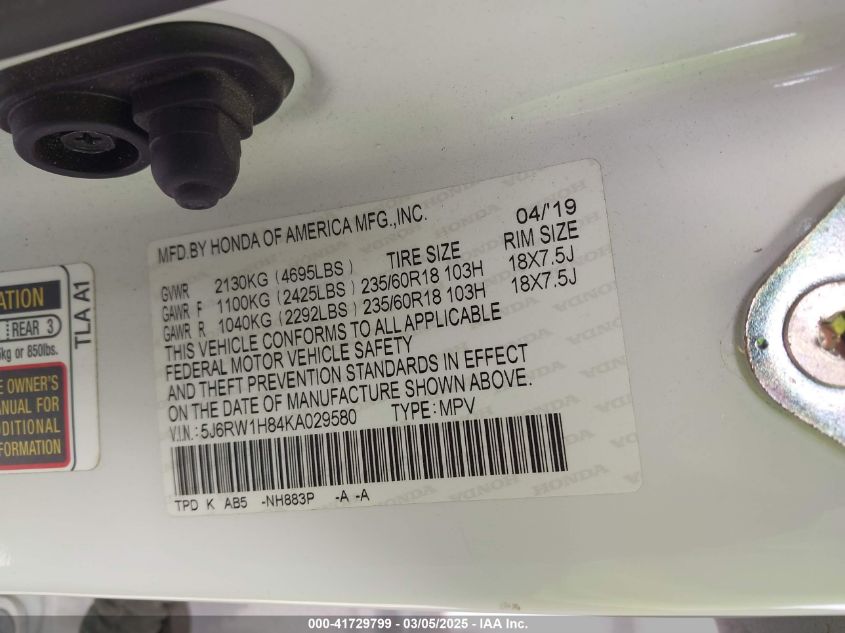 MFD.BY HONDA OF AMERICA MFG.,INC. 04/'19
TIRE SIZE RIM SIZE
GVWR 2130KG (4695LBS)
GAWR F 1100KG (2425LBS) 235/60R18 103H 18X7.5J
GAWR R 1040KG (2292LBS) 235/60R18 103H 18X7.5J
THIS VEHICLE CONFORMS TO ALL APPLICABLE
FEDERAL MOTOR VEHICLE SAFETY
AND THEFT PREVENTION STANDARDS IN EFFECT
ON THE DATE OF MANUFACTURE SHOWN ABOVE.
V.I.N.: 5J6RW1H84KA029580 TYPE: MPV
TPD K AB5 -NH883P -A -A
ATION
REAR 3
kg or 850lbs.
E OWNER'S
ANUAL FOR
DDITIONAL
FORMATION
TLA A1
HONDA HONDA HONDA
000-41729799 - 03/05/2025 - IAA Inc.